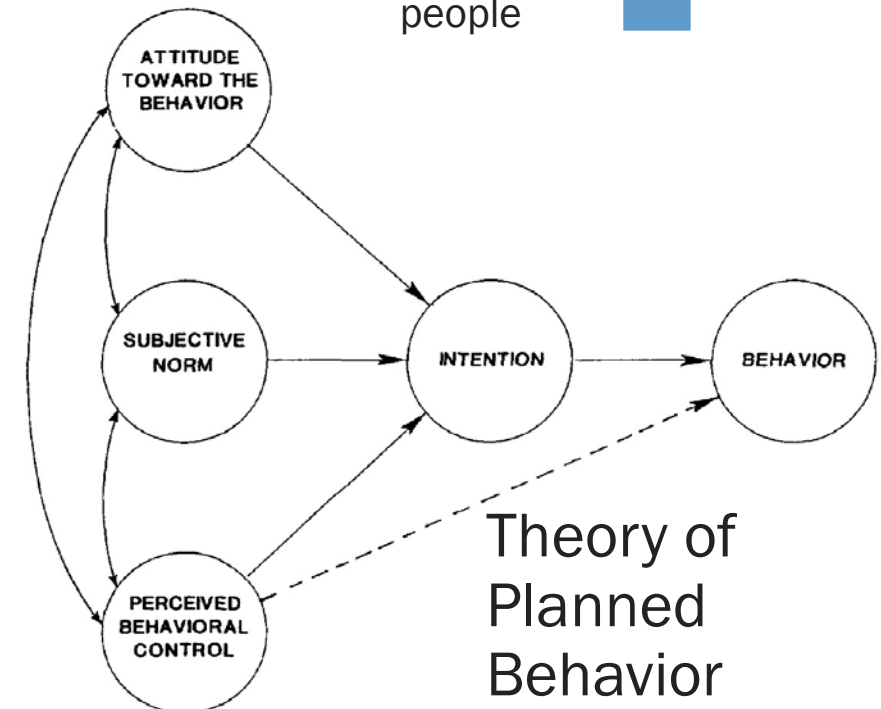 people
ATTITUDE
TOWARD THE
BEHAVIOR
SUBJECTIVE
NORM
INTENTION
BEHAVIOR
PERCEIVED
BEHAVIORAL
CONTROL
Theory of
Planned
Behavior